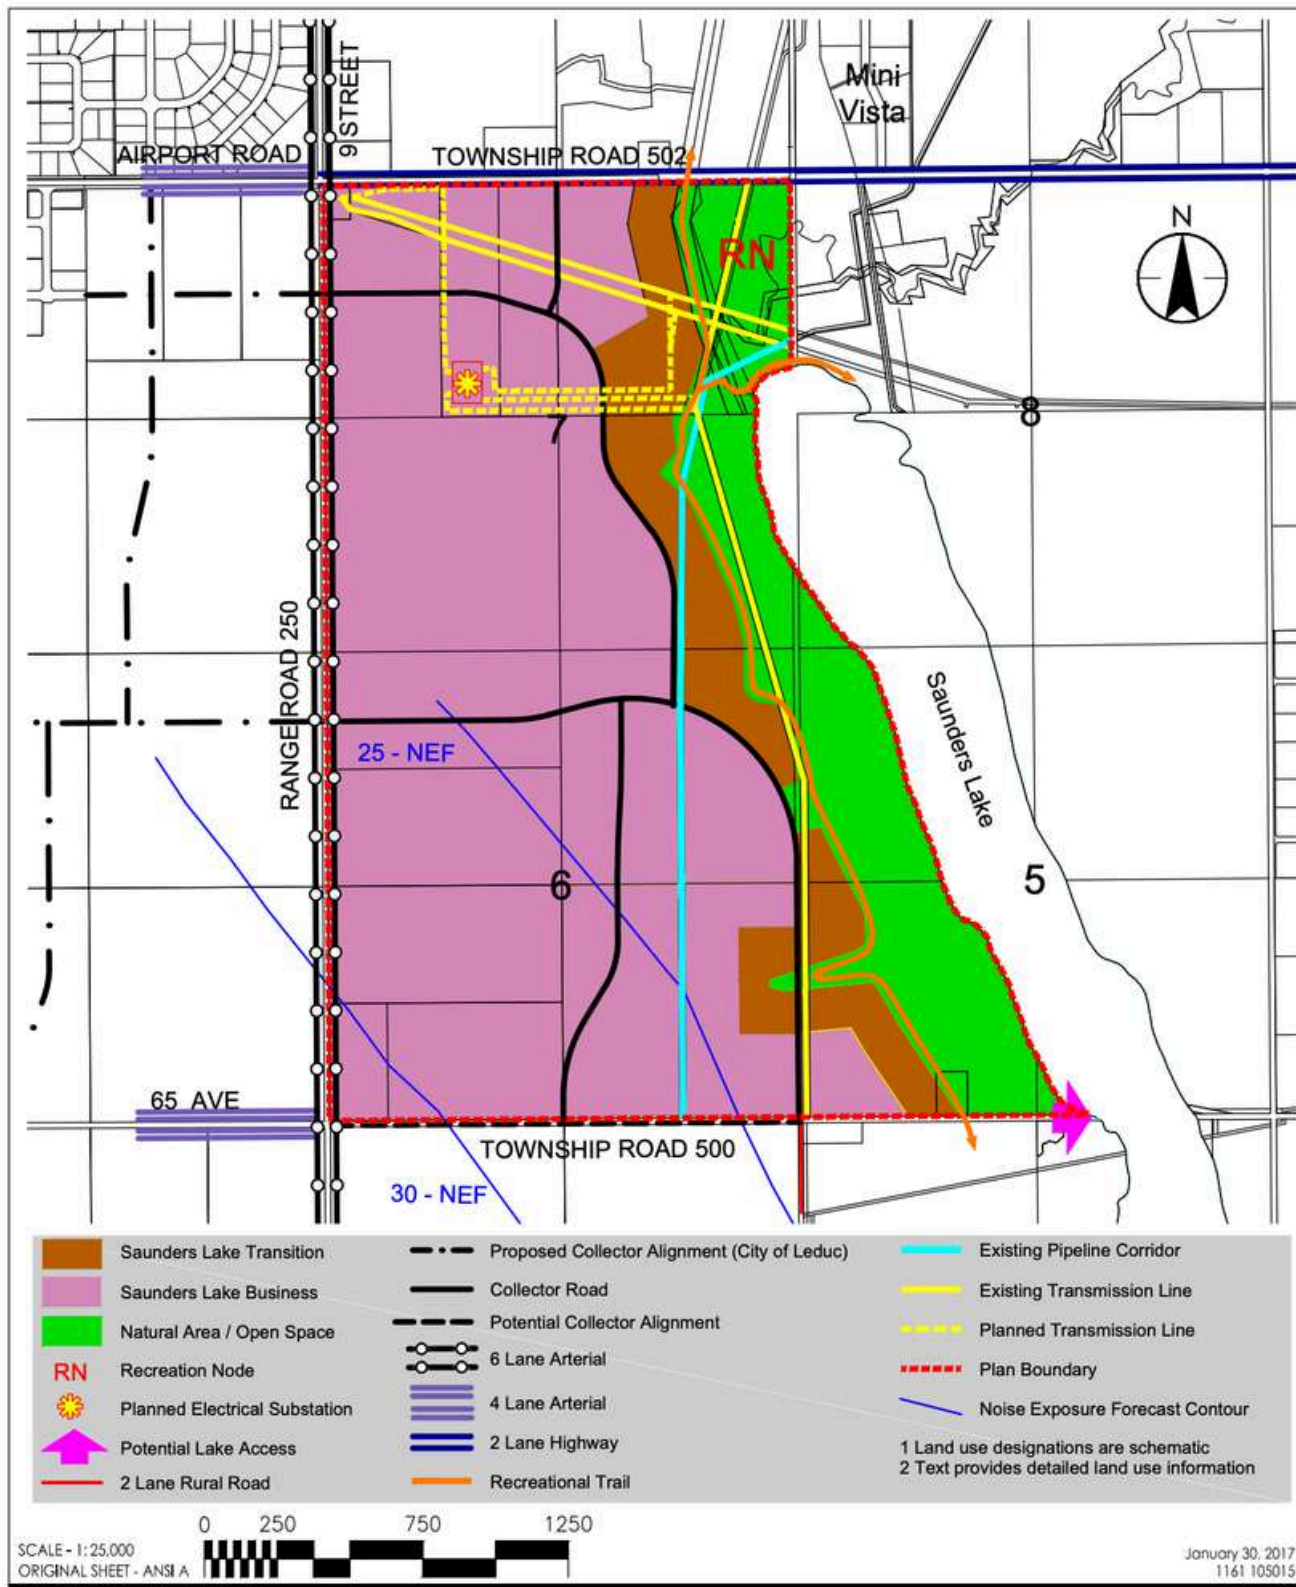 Mini
Vista
9 STREET
AIRPORT ROAD
TOWNSHIP ROAD 502
N
RN
8
7
RANGE ROAD 250
Saunders Lake
25 - NEF
6
5
65 AVE
TOWNSHIP ROAD 500
30 - NEF
Saunders Lake Transition
Saunders Lake Business
Natural Area / Open Space
RN Recreation Node
Planned Electrical Substation
Potential Lake Access
2 Lane Rural Road
Proposed Collector Alignment (City of Leduc)
Collector Road
Potential Collector Alignment
6 Lane Arterial
4 Lane Arterial
2 Lane Highway
Recreational Trail
Existing Pipeline Corridor
Existing Transmission Line
Planned Transmission Line
Plan Boundary
Noise Exposure Forecast Contour
1 Land use designations are schematic
2 Text provides detailed land use information
0 250 750 1250
SCALE - 1:25,000
ORIGINAL SHEET - ANSI A
January 30, 2017
1161 105015